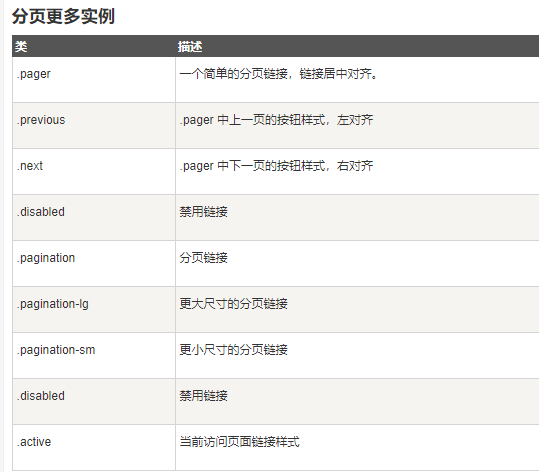 分页更多实例
类 描述
.pager 一个简单的分页链接，链接居中对齐。
.previous .pager 中上一页的按钮样式，左对齐
.next .pager 中下一页的按钮样式，右对齐
.disabled 禁用链接
.pagination 分页链接
.pagination-lg 更大尺寸的分页链接
.pagination-sm 更小尺寸的分页链接
.disabled 禁用链接
.active 当前访问页面链接样式